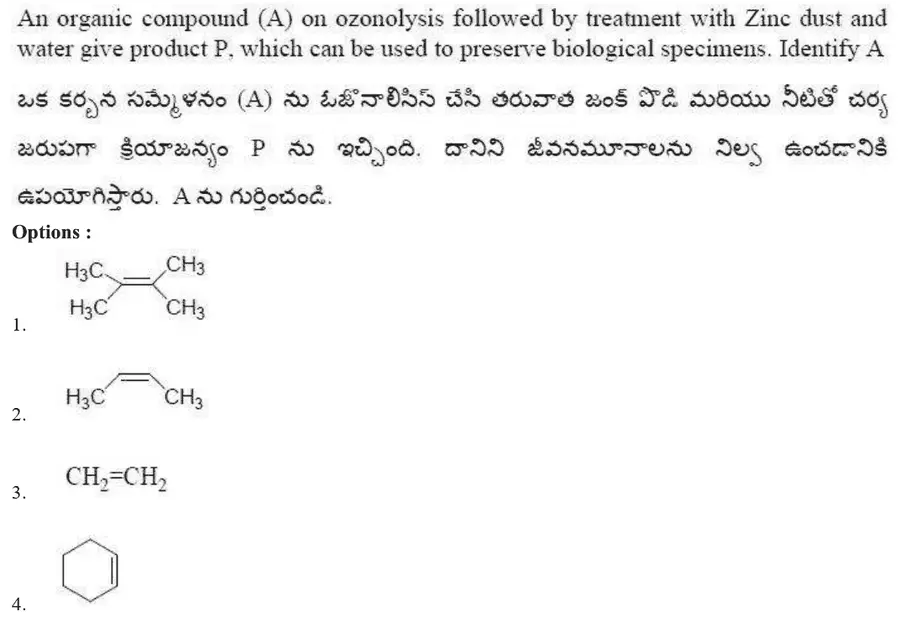 An organic compound (A) on ozonolysis followed by treatment with Zinc dust and
water give product P, which can be used to preserve biological specimens. Identify A
ఒక కర్బన సమ్మేళనం (A) ను ఓజొనాలిసిస్ చేసి తరువాత జింక్ పొడి మరియు నీటితో చర్య
జరుపగా క్రియాజన్యం P ను ఇచ్చింది. దానిని జీవనమూనాలను నిల్వ ఉంచడానికి
ఉపయోగిస్తారు. A ను గుర్తించండి.
Options :
H3C CH3
H3C CH3
1.
H3C CH3
2.
CH2=CH2
3.
4.